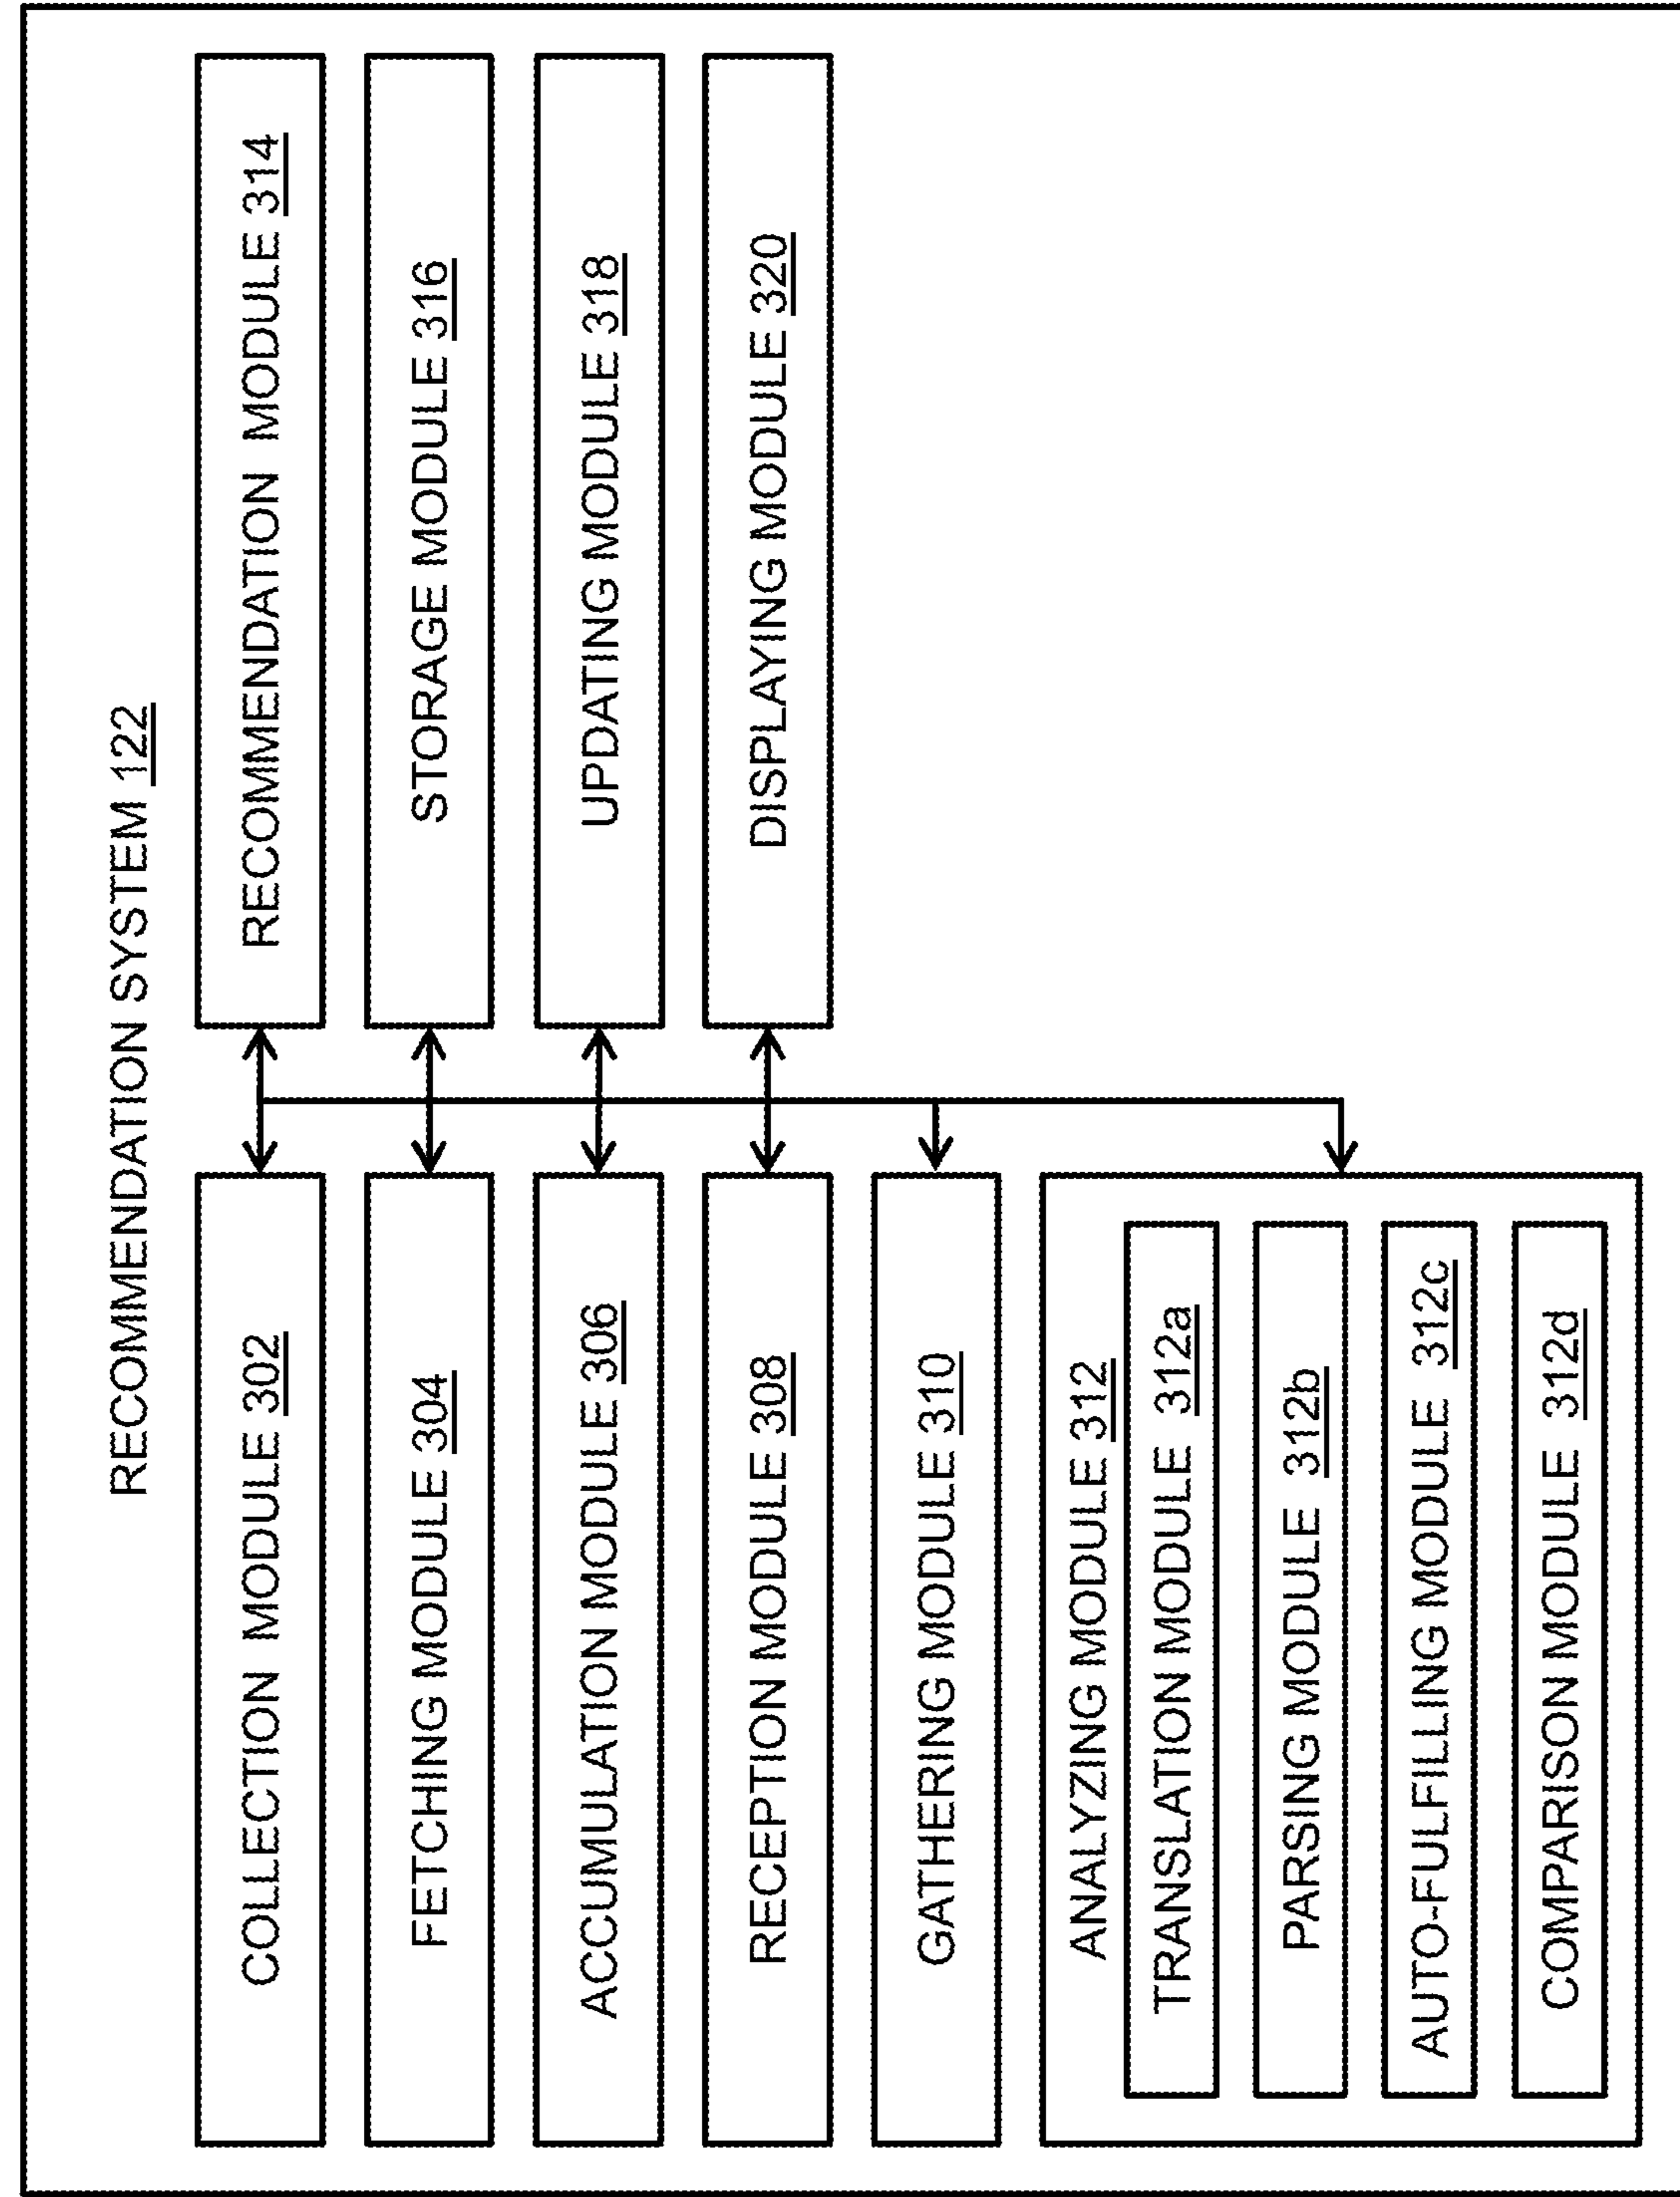 RECOMMENDATION SYSTEM 122
COLLECTION MODULE 302
FETCHING MODULE 304
ACCUMULATION MODULE 306
RECEPTION MODULE 308
GATHERING MODULE 310
ANALYZING MODULE 312
TRANSLATION MODULE 312a
PARSING MODULE 312b
AUTO-FULFILLING MODULE 312c
COMPARISON MODULE 312d
RECOMMENDATION MODULE 314
STORAGE MODULE 316
UPDATING MODULE 318
DISPLAYING MODULE 320